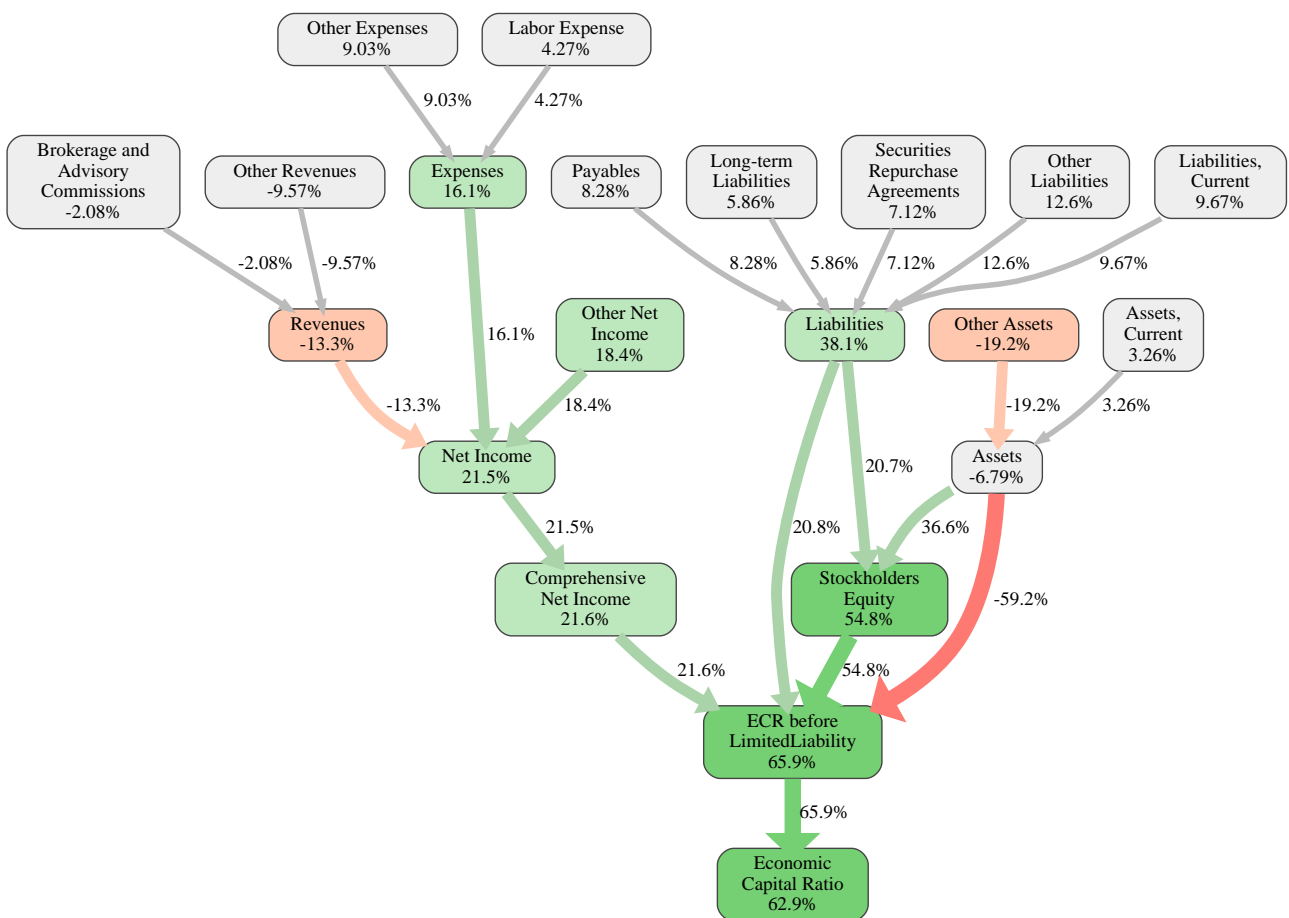 Other Expenses
9.03%
Labor Expense
4.27%
9.03%
4.27%
Brokerage and
Advisory
Commissions
-2.08%
Other Revenues
-9.57%
Expenses
16.1%
Payables
8.28%
Long-term
Liabilities
5.86%
Securities
Repurchase
Agreements
7.12%
Other
Liabilities
12.6%
Liabilities,
Current
9.67%
-2.08%
-9.57%
8.28%
5.86%
7.12%
12.6%
9.67%
Revenues
-13.3%
16.1%
Other Net
Income
18.4%
Liabilities
38.1%
Other Assets
-19.2%
Assets,
Current
3.26%
-13.3%
18.4%
-19.2%
3.26%
Net Income
21.5%
20.7%
Assets
-6.79%
21.5%
20.8%
36.6%
Comprehensive
Net Income
21.6%
Stockholders
Equity
54.8%
-59.2%
21.6%
54.8%
ECR before
LimitedLiability
65.9%
65.9%
Economic
Capital Ratio
62.9%